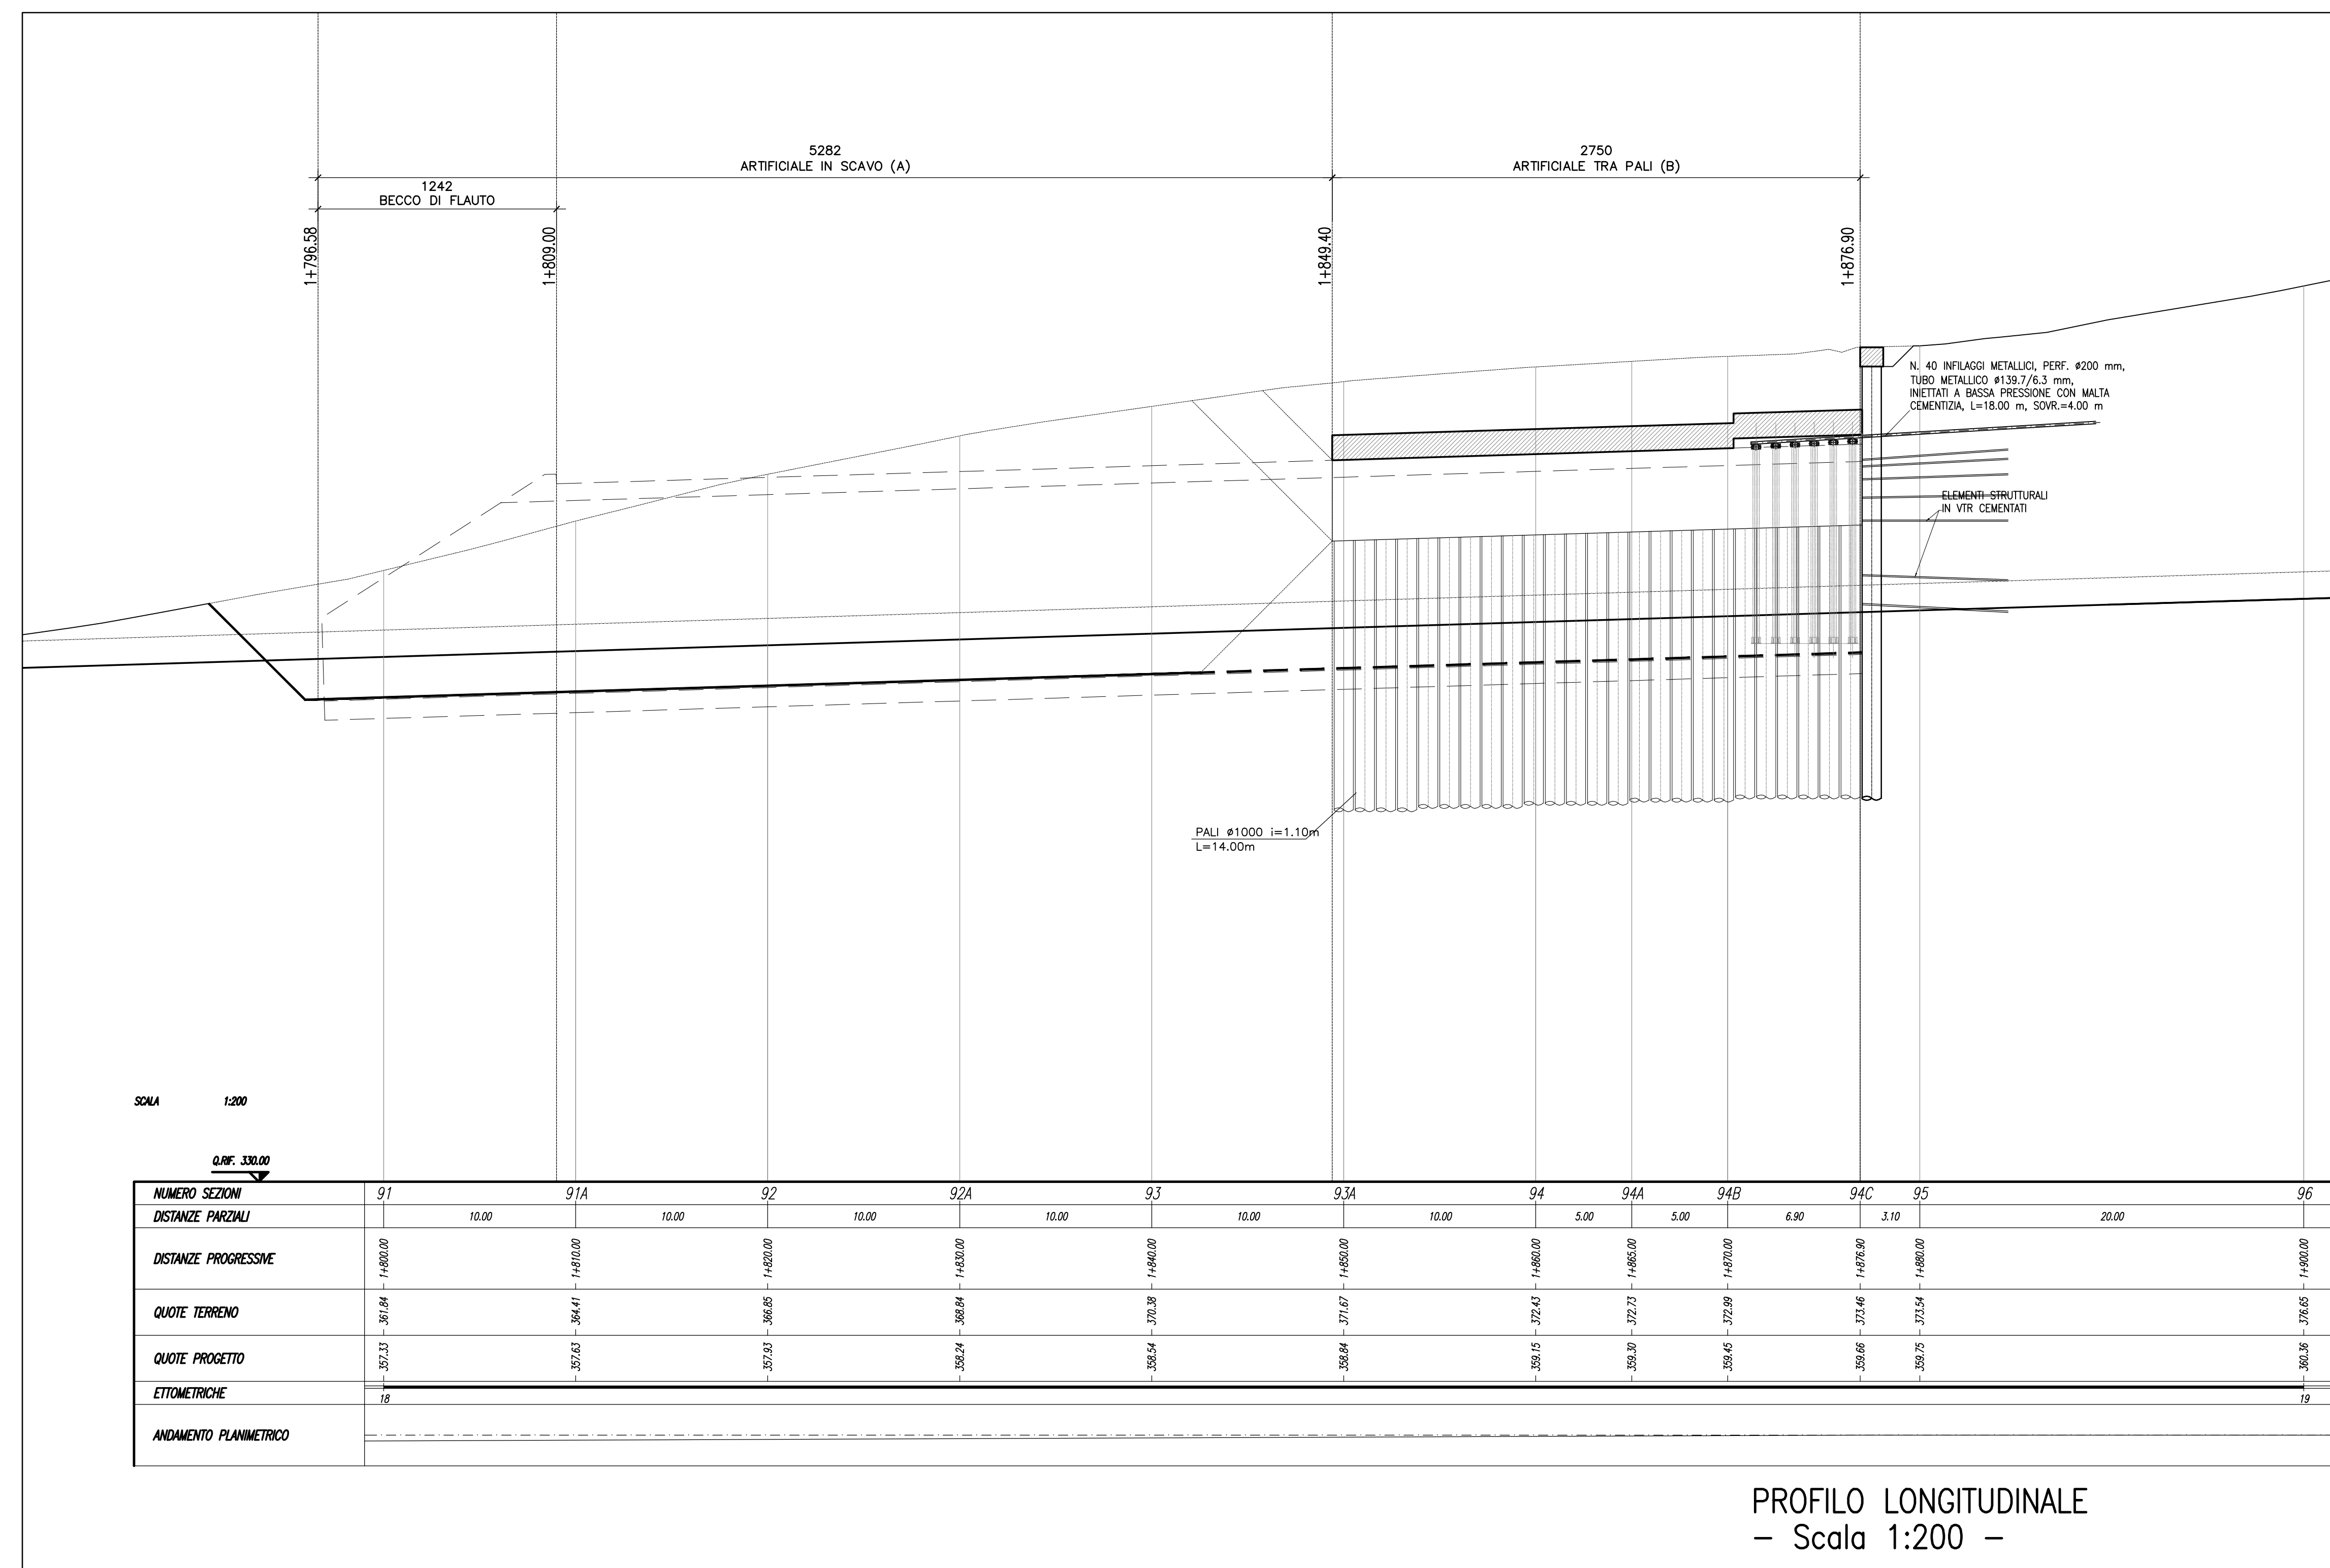 5282
ARTIFICIALE IN SCAVO (A)
2750
ARTIFICIALE TRA PALI (B)
1242
BECCO DI FLAUTO
1+796.58
1+809.00
1+849.40
1+876.90
N. 40 INFILAGGI METALLICI, PERF. ø200 mm,
TUBO METALLICO ø139.7/6.3 mm,
INIETTATI A BASSA PRESSIONE CON MALTA
CEMENTIZIA, L=18.00 m, SOVR.=4.00 m
ELEMENTI STRUTTURALI
IN VTR CEMENTATI
PALI ø1000 i=1.10m
L=14.00m
SCALA 1:200
Q.RIF. 330.00
NUMERO SEZIONI 91 91A 92 92A 93 93A 94 94A 94B 94C 95 96
DISTANZE PARZIALI 10.00 10.00 10.00 10.00 10.00 10.00 5.00 5.00 6.90 3.10 20.00
DISTANZE PROGRESSIVE 1+800.00 1+810.00 1+820.00 1+830.00 1+840.00 1+850.00 1+860.00 1+865.00 1+870.00 1+876.90 1+880.00 1+900.00
QUOTE TERRENO 361.84 364.41 366.85 368.84 370.38 371.67 372.43 372.73 372.99 373.46 373.54 376.65
QUOTE PROGETTO 357.33 357.63 357.93 358.24 358.54 358.84 359.15 359.30 359.45 359.66 359.75 360.36
ETTOMETRICHE 18 19
ANDAMENTO PLANIMETRICO
PROFILO LONGITUDINALE
- Scala 1:200 -